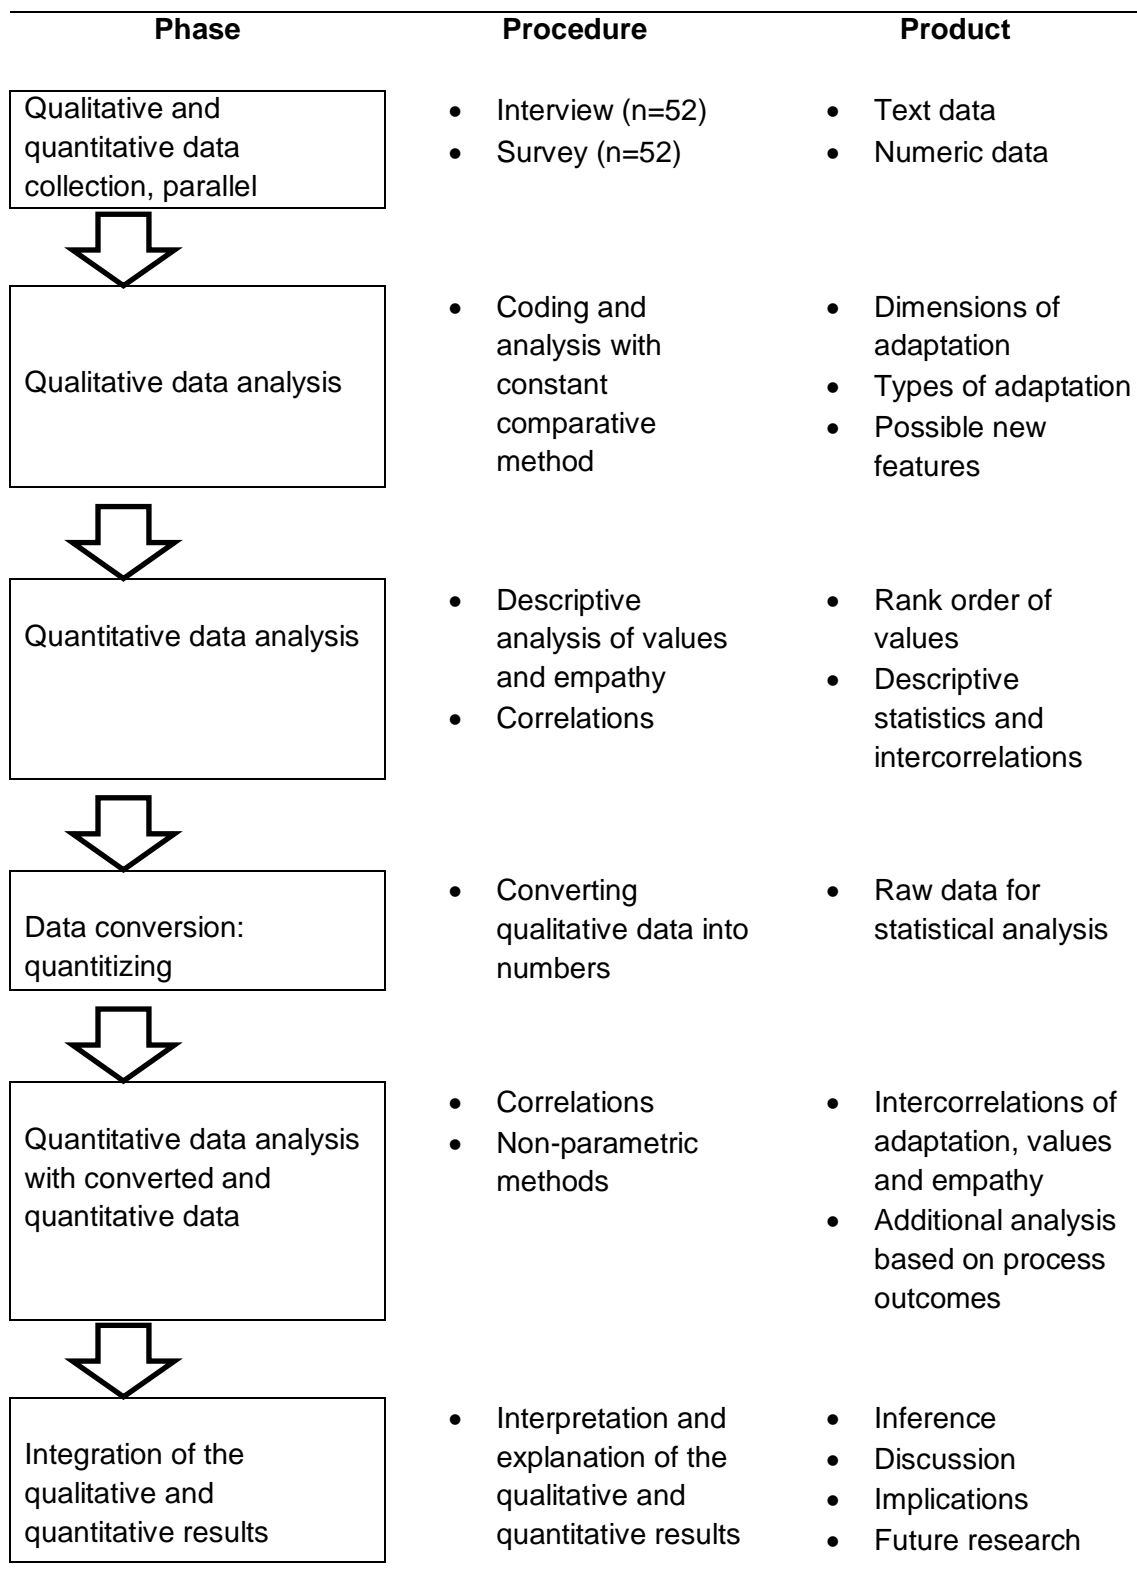 Phase Procedure Product
Qualitative and
quantitative data
collection, parallel
• Interview (n=52)
• Survey (n=52)
• Text data
• Numeric data
Qualitative data analysis
• Coding and
analysis with
constant
comparative
method
• Dimensions of
adaptation
• Types of adaptation
• Possible new
features
Quantitative data analysis
• Descriptive
analysis of values
and empathy
• Correlations
• Rank order of
values
• Descriptive
statistics and
intercorrelations
Data conversion:
quantitizing
• Converting
qualitative data into
numbers
• Raw data for
statistical analysis
Quantitative data analysis
with converted and
quantitative data
• Correlations
• Non-parametric
methods
• Intercorrelations of
adaptation, values
and empathy
• Additional analysis
based on process
outcomes
Integration of the
qualitative and
quantitative results
• Interpretation and
explanation of the
qualitative and
quantitative results
• Inference
• Discussion
• Implications
• Future research